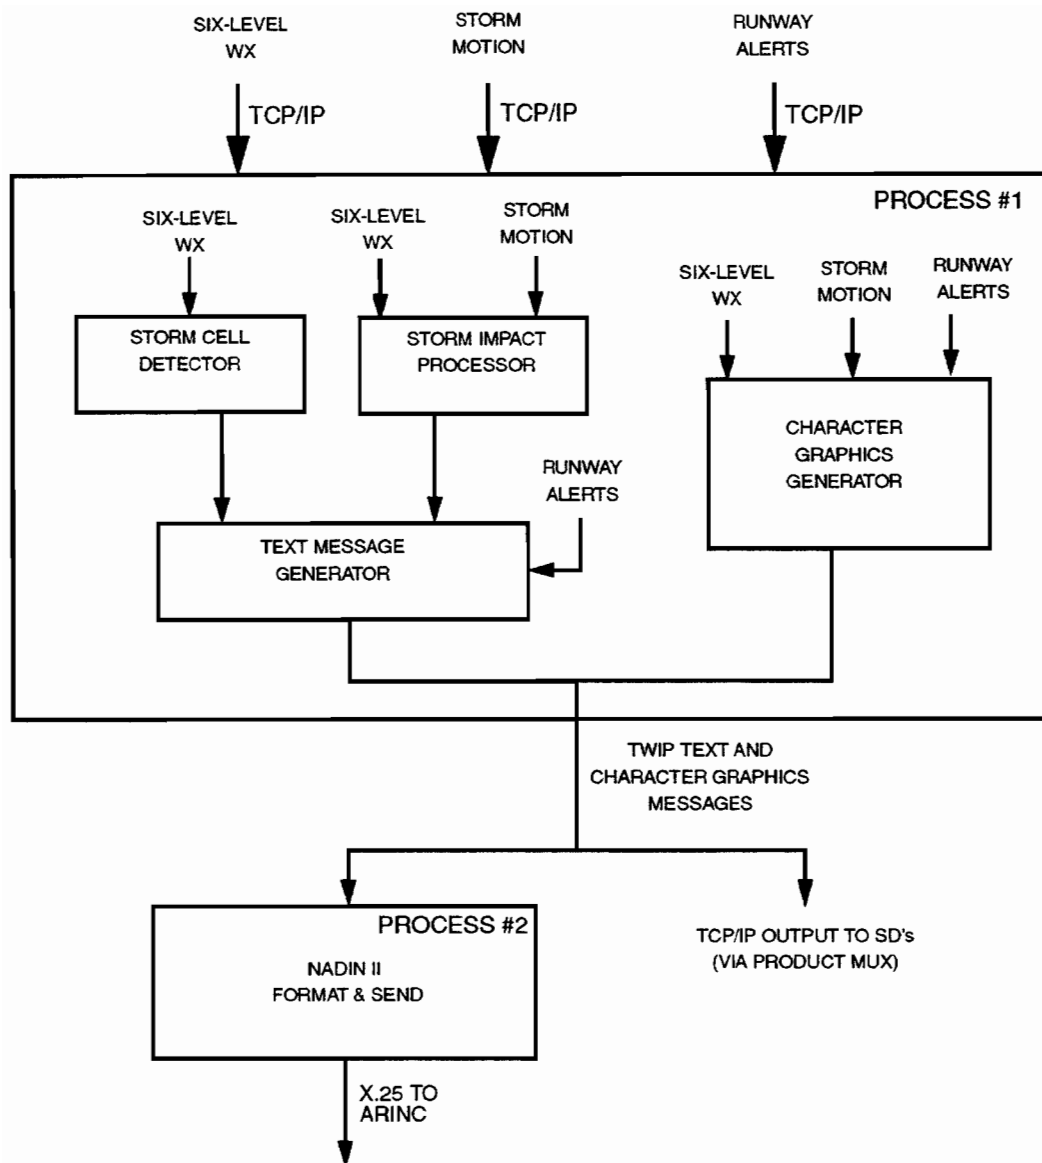 SIX-LEVEL
WX
STORM
MOTION
RUNWAY
ALERTS
TCP/IP
TCP/IP
TCP/IP
PROCESS #1
SIX-LEVEL
WX
SIX-LEVEL
WX
STORM
MOTION
SIX-LEVEL
WX
STORM
MOTION
RUNWAY
ALERTS
STORM CELL
DETECTOR
STORM IMPACT
PROCESSOR
CHARACTER
GRAPHICS
GENERATOR
RUNWAY
ALERTS
TEXT MESSAGE
GENERATOR
TWIP TEXT AND
CHARACTER GRAPHICS
MESSAGES
PROCESS #2
NADIN II
FORMAT & SEND
TCP/IP OUTPUT TO SD's
(VIA PRODUCT MUX)
X.25 TO
ARINC